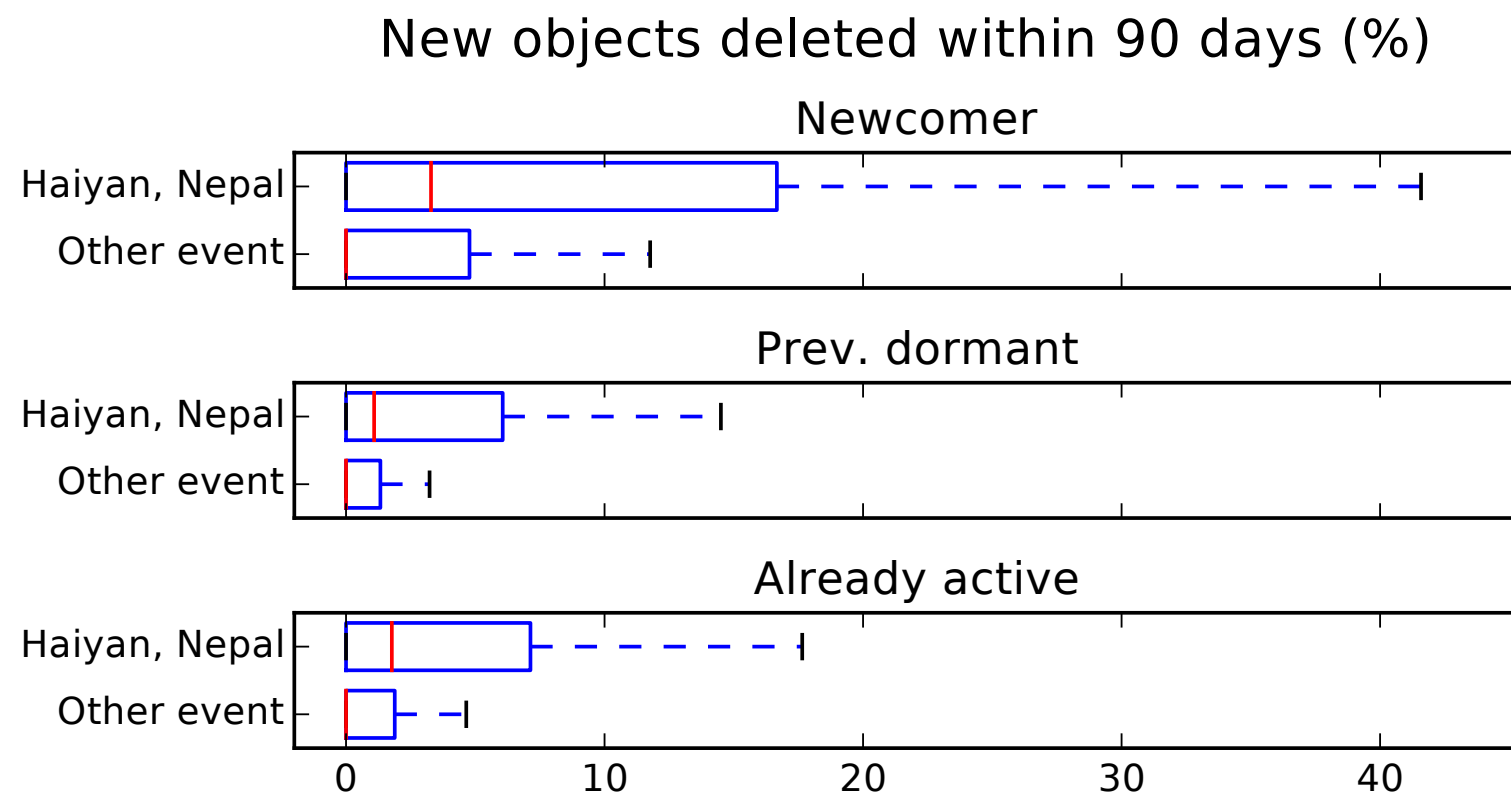 New objects deleted within 90 days (%)
Newcomer
Haiyan, Nepal
Other event
Prev. dormant
Haiyan, Nepal
Other event
Already active
Haiyan, Nepal
Other event
0 10 20 30 40